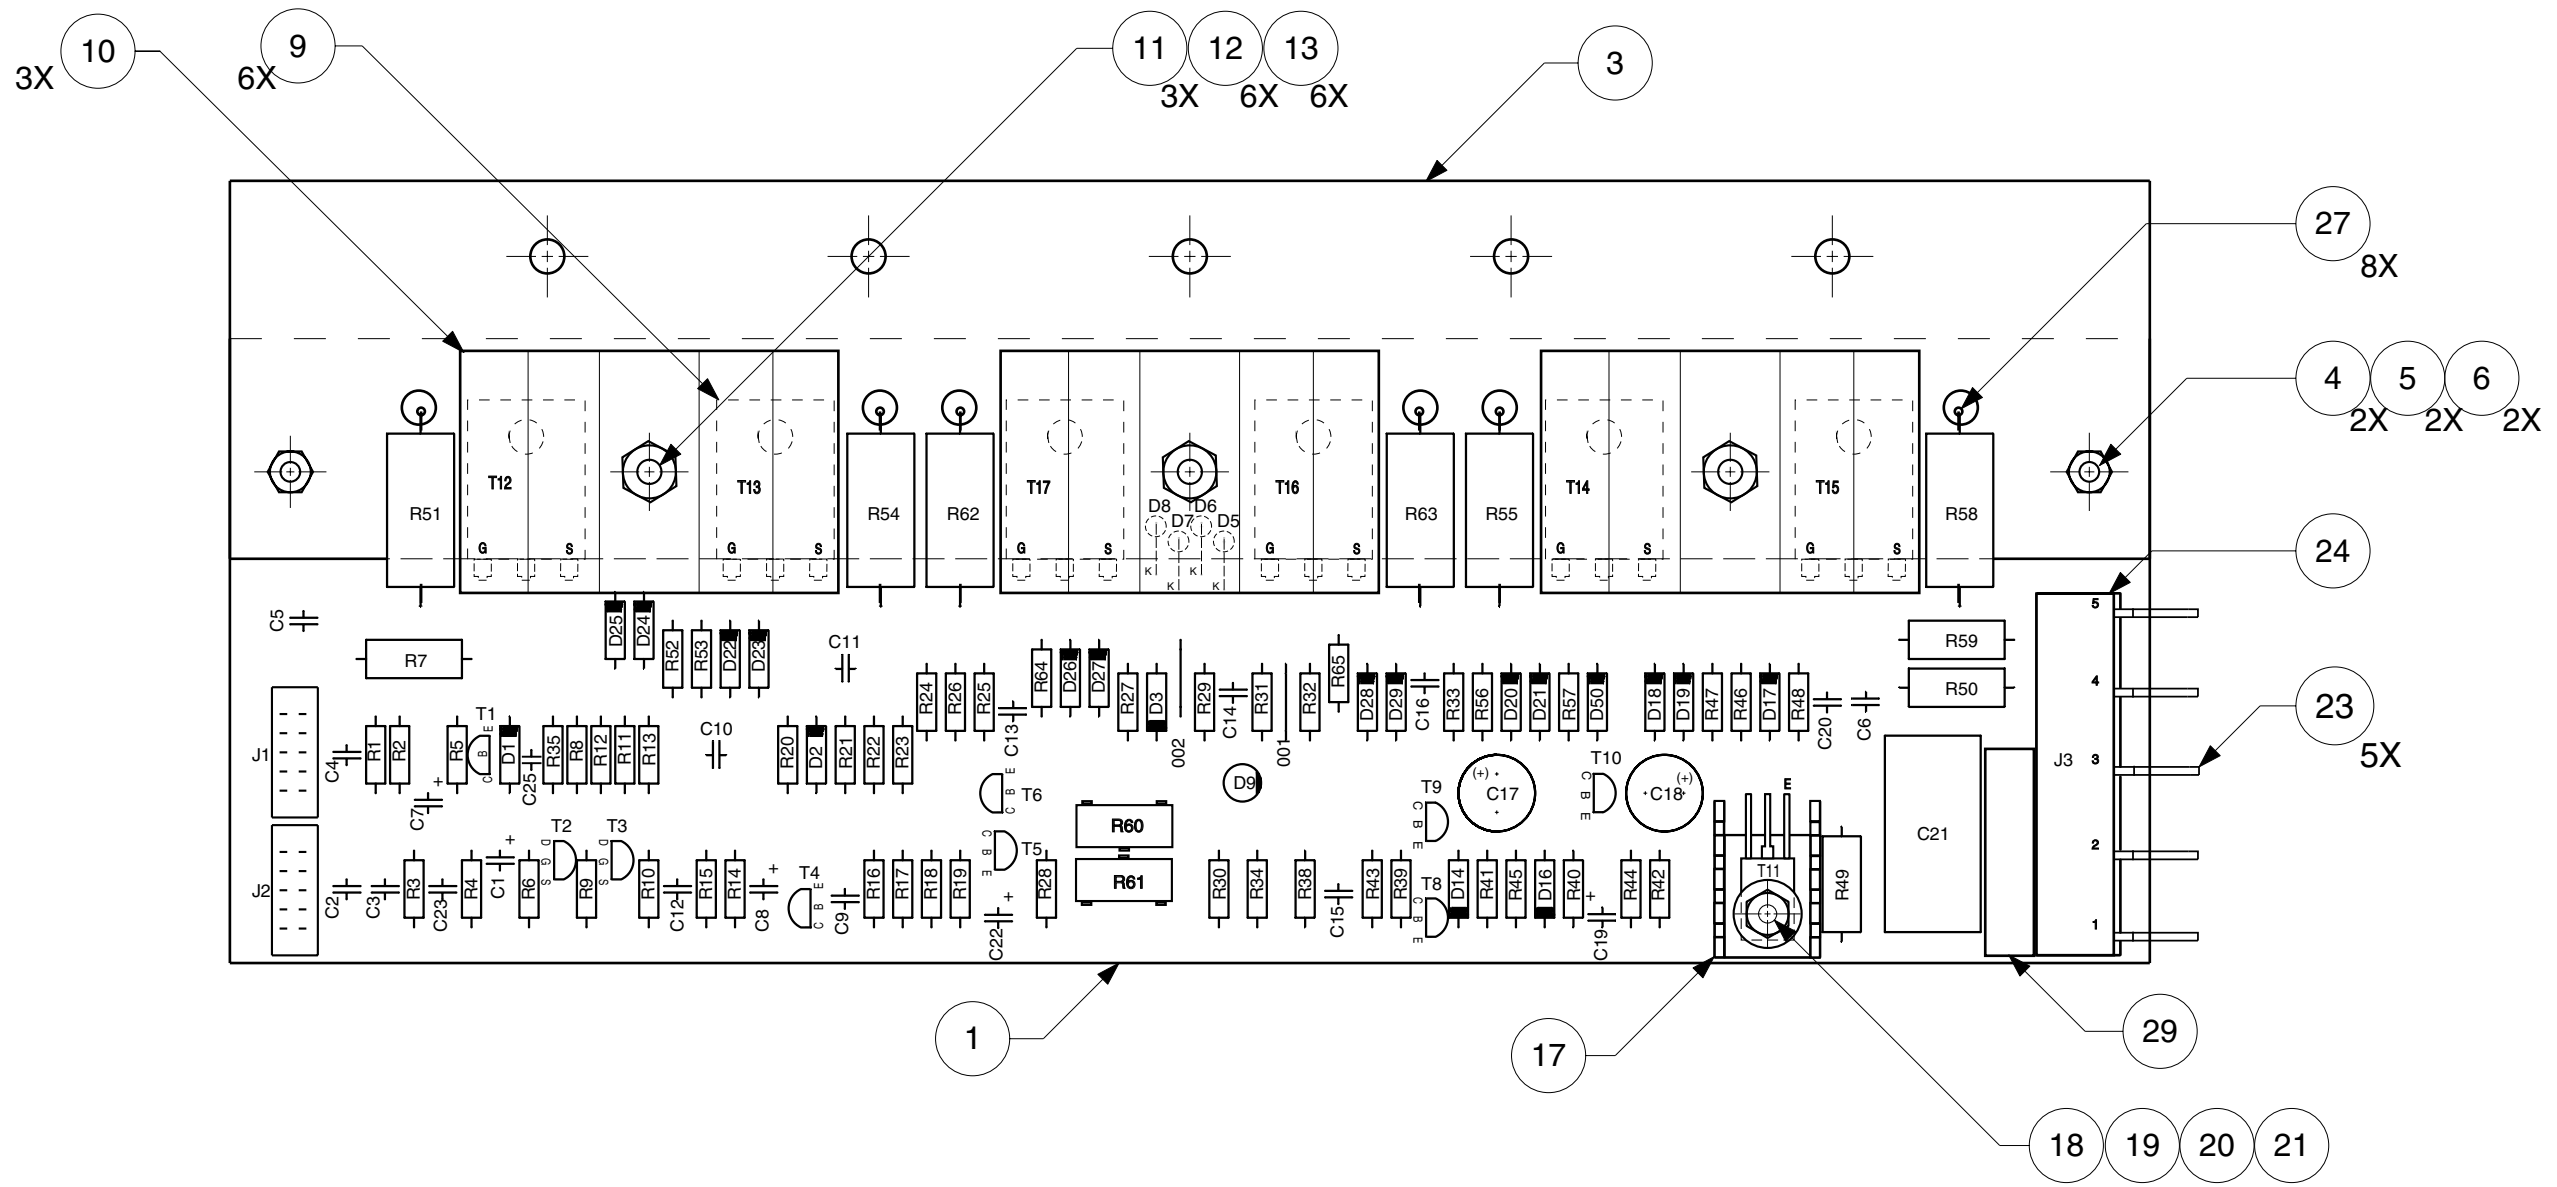 10
3X
9
6X
11 12 13
3X 6X 6X
3
27
8X
4 5 6
2X 2X 2X
24
23
5X
R51
T12
G S
T13
G S
R54
R62
T17
G S
D8 D6
D7 D5
K K
K K
T16
G S
R63
R55
T14
G S
T15
G S
R58
C5
R7
D25
D24
R52
R53
D22
D23
C11
R24
R26
R25
C13
R64
D26
D27
R27
D3
002
R29
C14
R31
001
R32
R65
D28
D29
C16
R33
R56
D20
D21
R57
D50
D18
D19
R47
R46
D17
R48
C20
C6
R59
R50
J1
C4
R1
R2
+
C7
R5
T1
E
B
C
D1
C25
R35
R8
R12
R11
R13
C10
R20
D2
R21
R22
R23
T6
E
B
C
D9
T9
C
B
E
(+)
C17
T10
C
B
E
(+)
C18
E
T11
C21
J3
5
4
3
2
1
J2
C2
C3
R3
C23
R4
+
C1
R6
T2
D
G
S
R9
T3
D
G
S
R10
C12
R15
R14
+
C8
T4
E
B
C
C9
R16
R17
R18
R19
T5
C
B
E
+
C22
R28
R60
R61
R30
R34
R38
C15
R43
R39
T8
C
B
E
D14
R41
R45
D16
R40
+
C19
R44
R42
R49
1
17
29
18 19 20 21